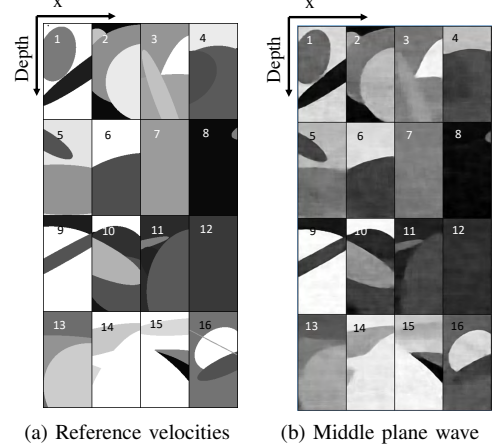 x
x
Depth
Depth
1 2 3 4
5 6 7 8
9 10 11 12
13 14 15 16
1 2 3 4
5 6 7 8
9 10 11 12
13 14 15 16
(a) Reference velocities
(b) Middle plane wave